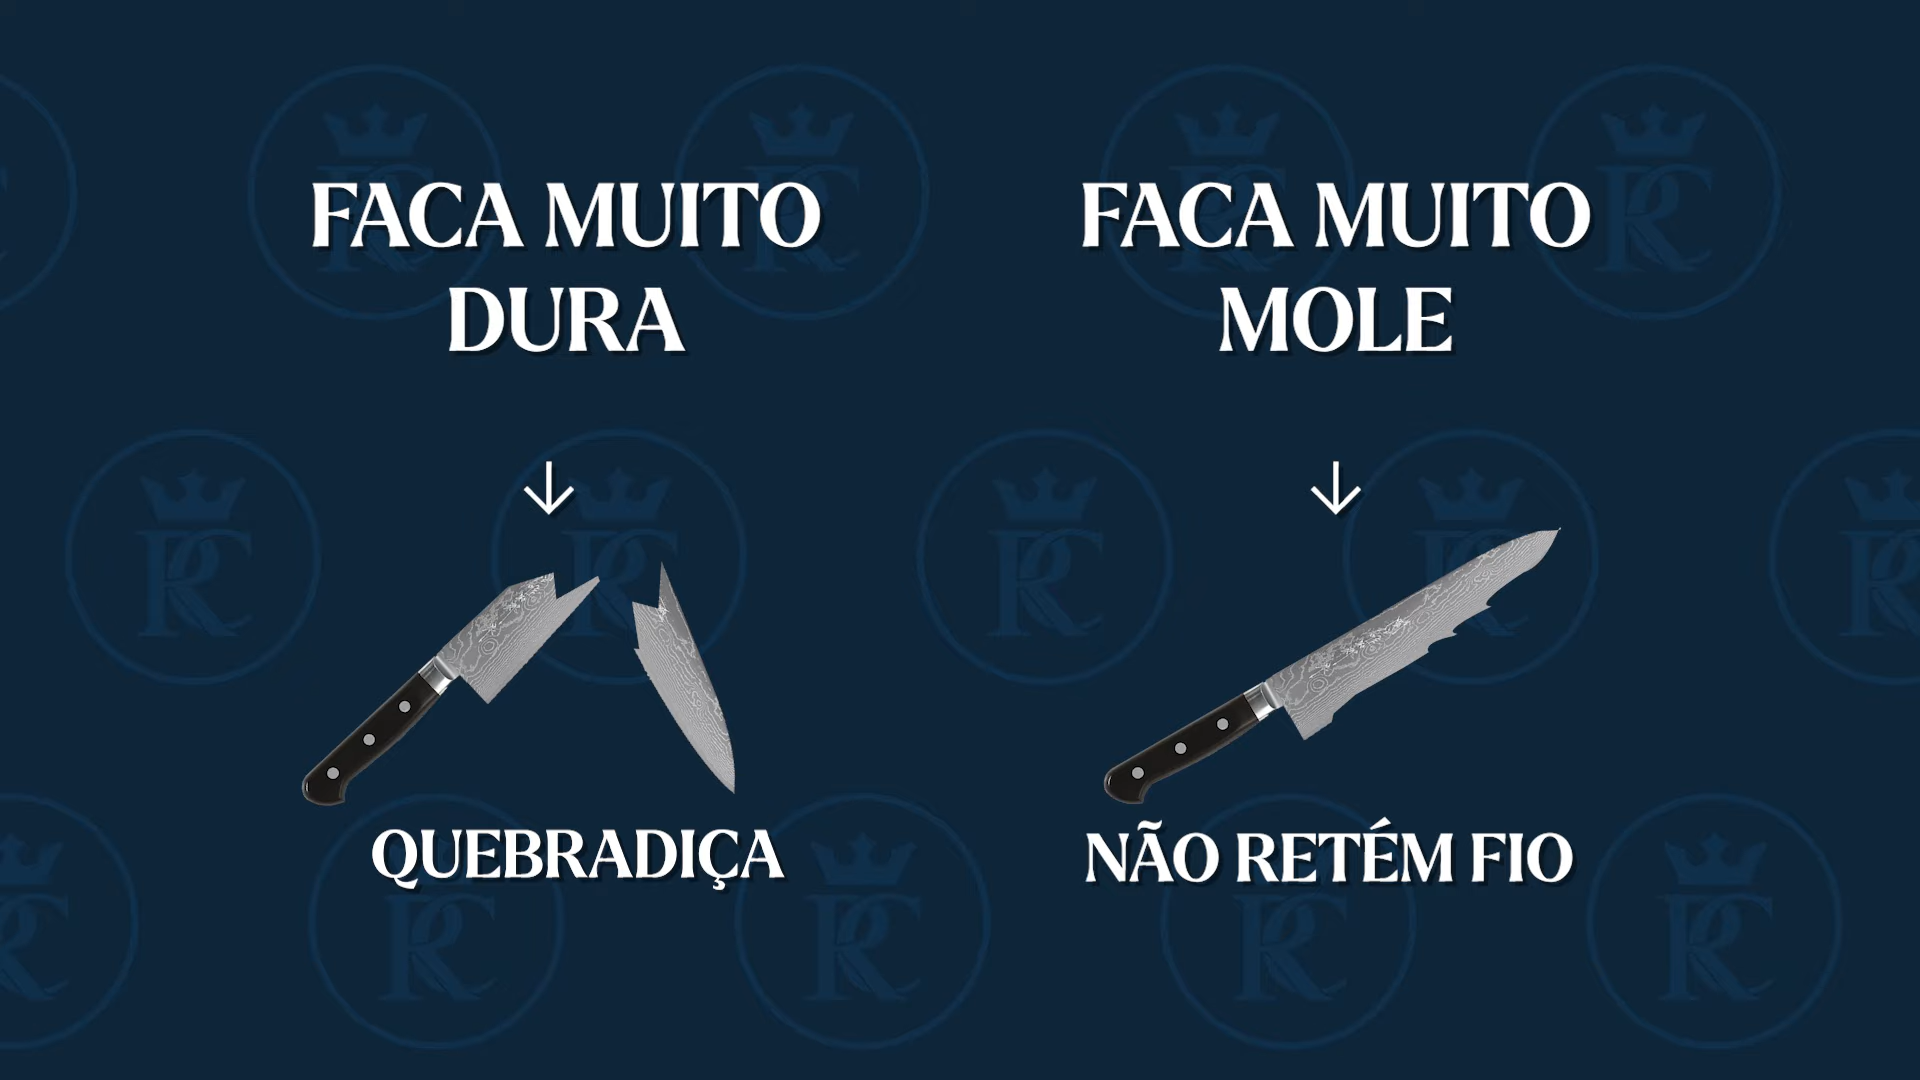 FACA MUITO
DURA
QUEBRADIÇA
FACA MUITO
MOLE
NÃO RETÉM FIO